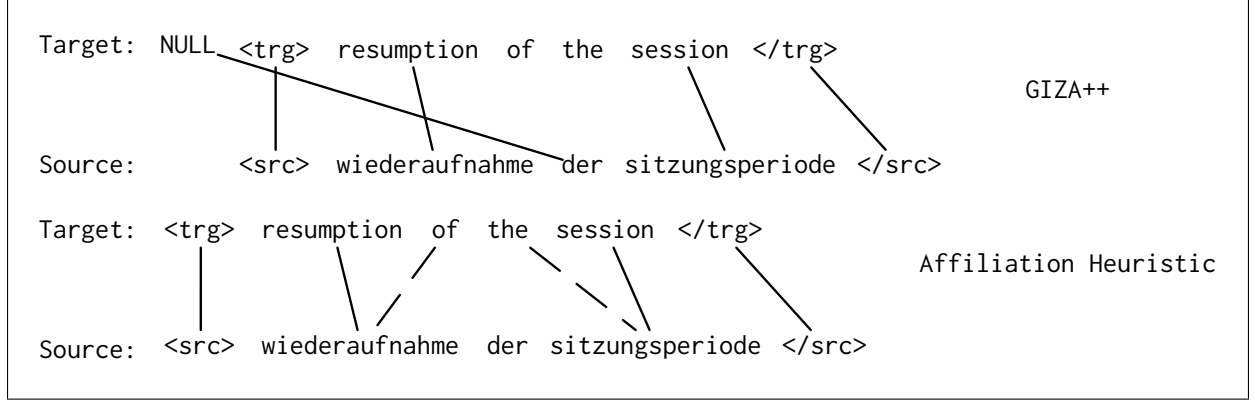 Target: NULL <trg> resumption of the session </trg>
GIZA++
Source: <src> wiederaufnahme der sitzungsperiode </src>
Target: <trg> resumption of the session </trg>
Affiliation Heuristic
Source: <src> wiederaufnahme der sitzungsperiode </src>